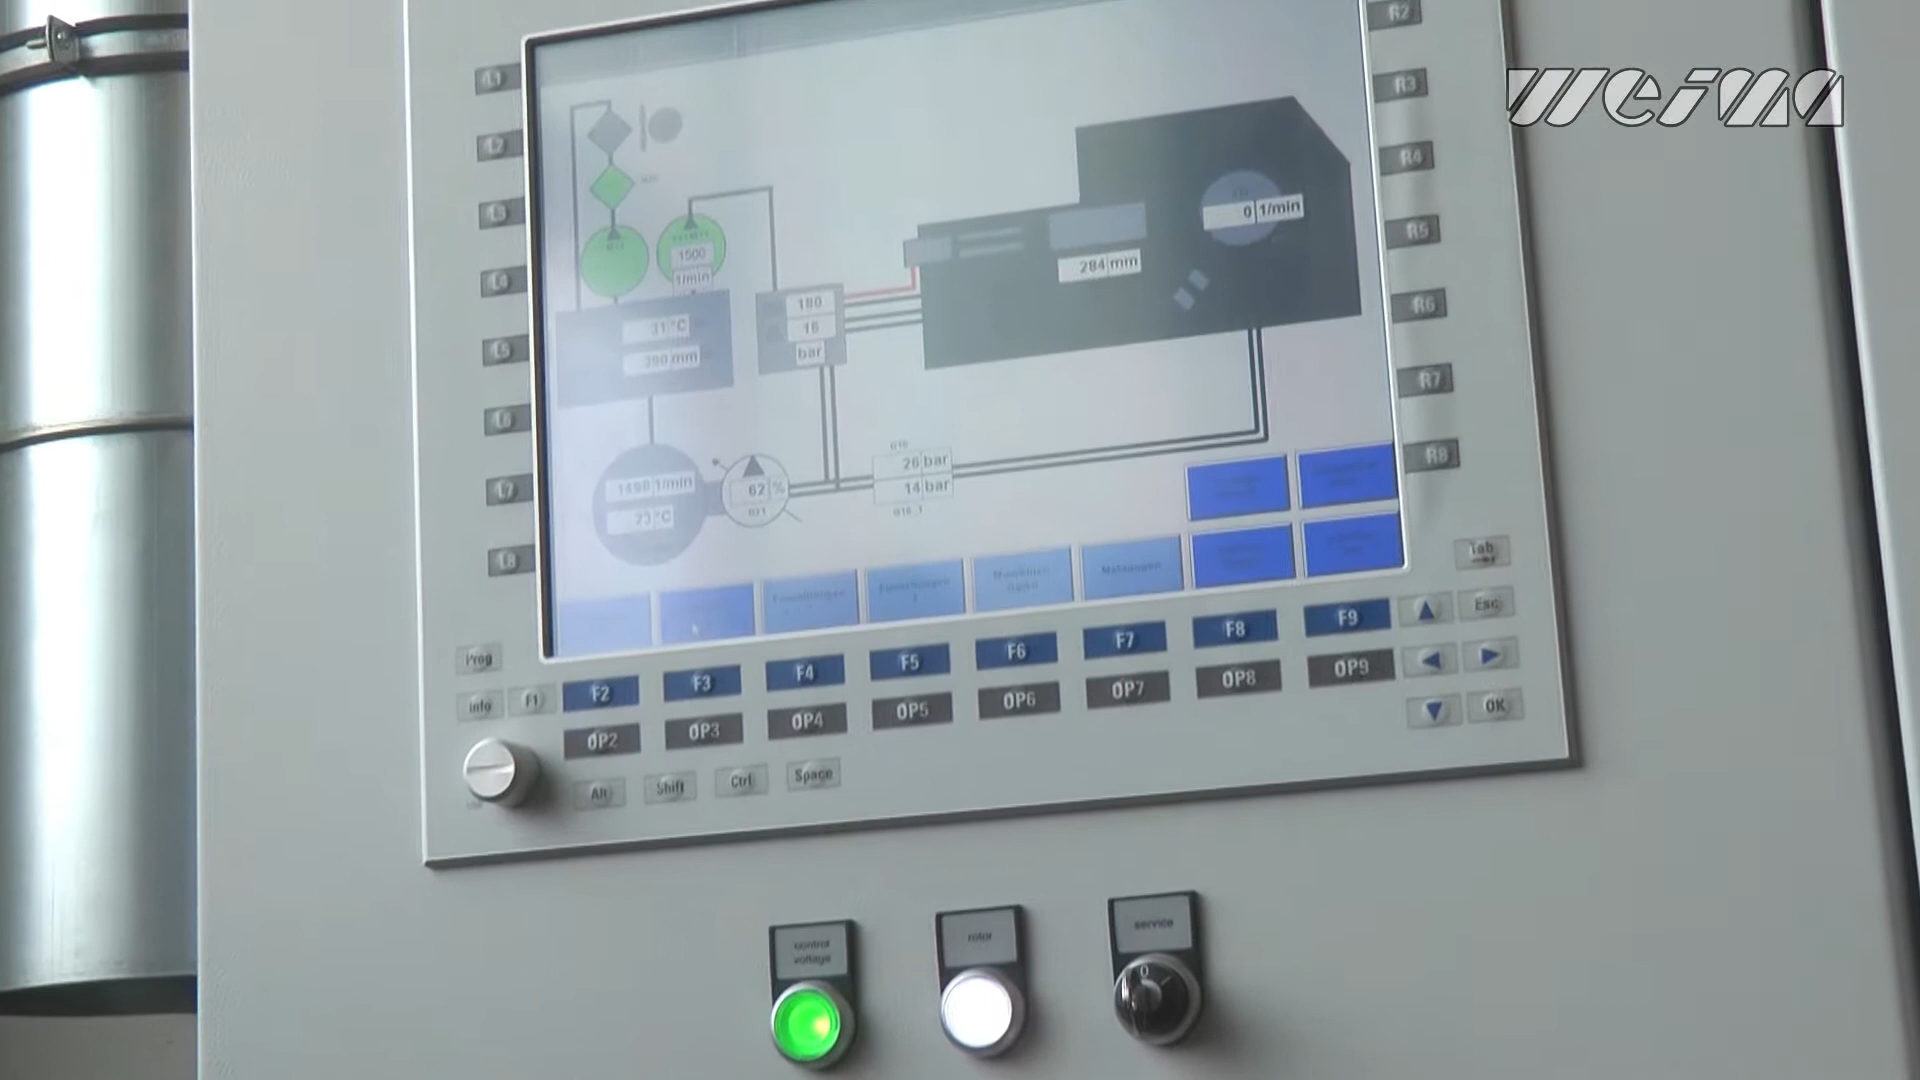 weima
R2
L1
R3
L2
R4
L3
0 1/min
R5
1500
1/min
284 mm
L4
180
R6
31 °C
16
L5
bar
R7
L6
26 bar
R8
1498 1/min
62 %
14 bar
L7
23 °C
L8
Meldungen
Tab
Prog
Esc
Info
F1
F2
F3
F4
F5
F6
F7
F8
F9
OP2
OP3
OP4
OP5
OP6
OP7
OP8
OP9
OK
Alt
Shift
Ctrl
Space
control
voltage
rotor
service
0